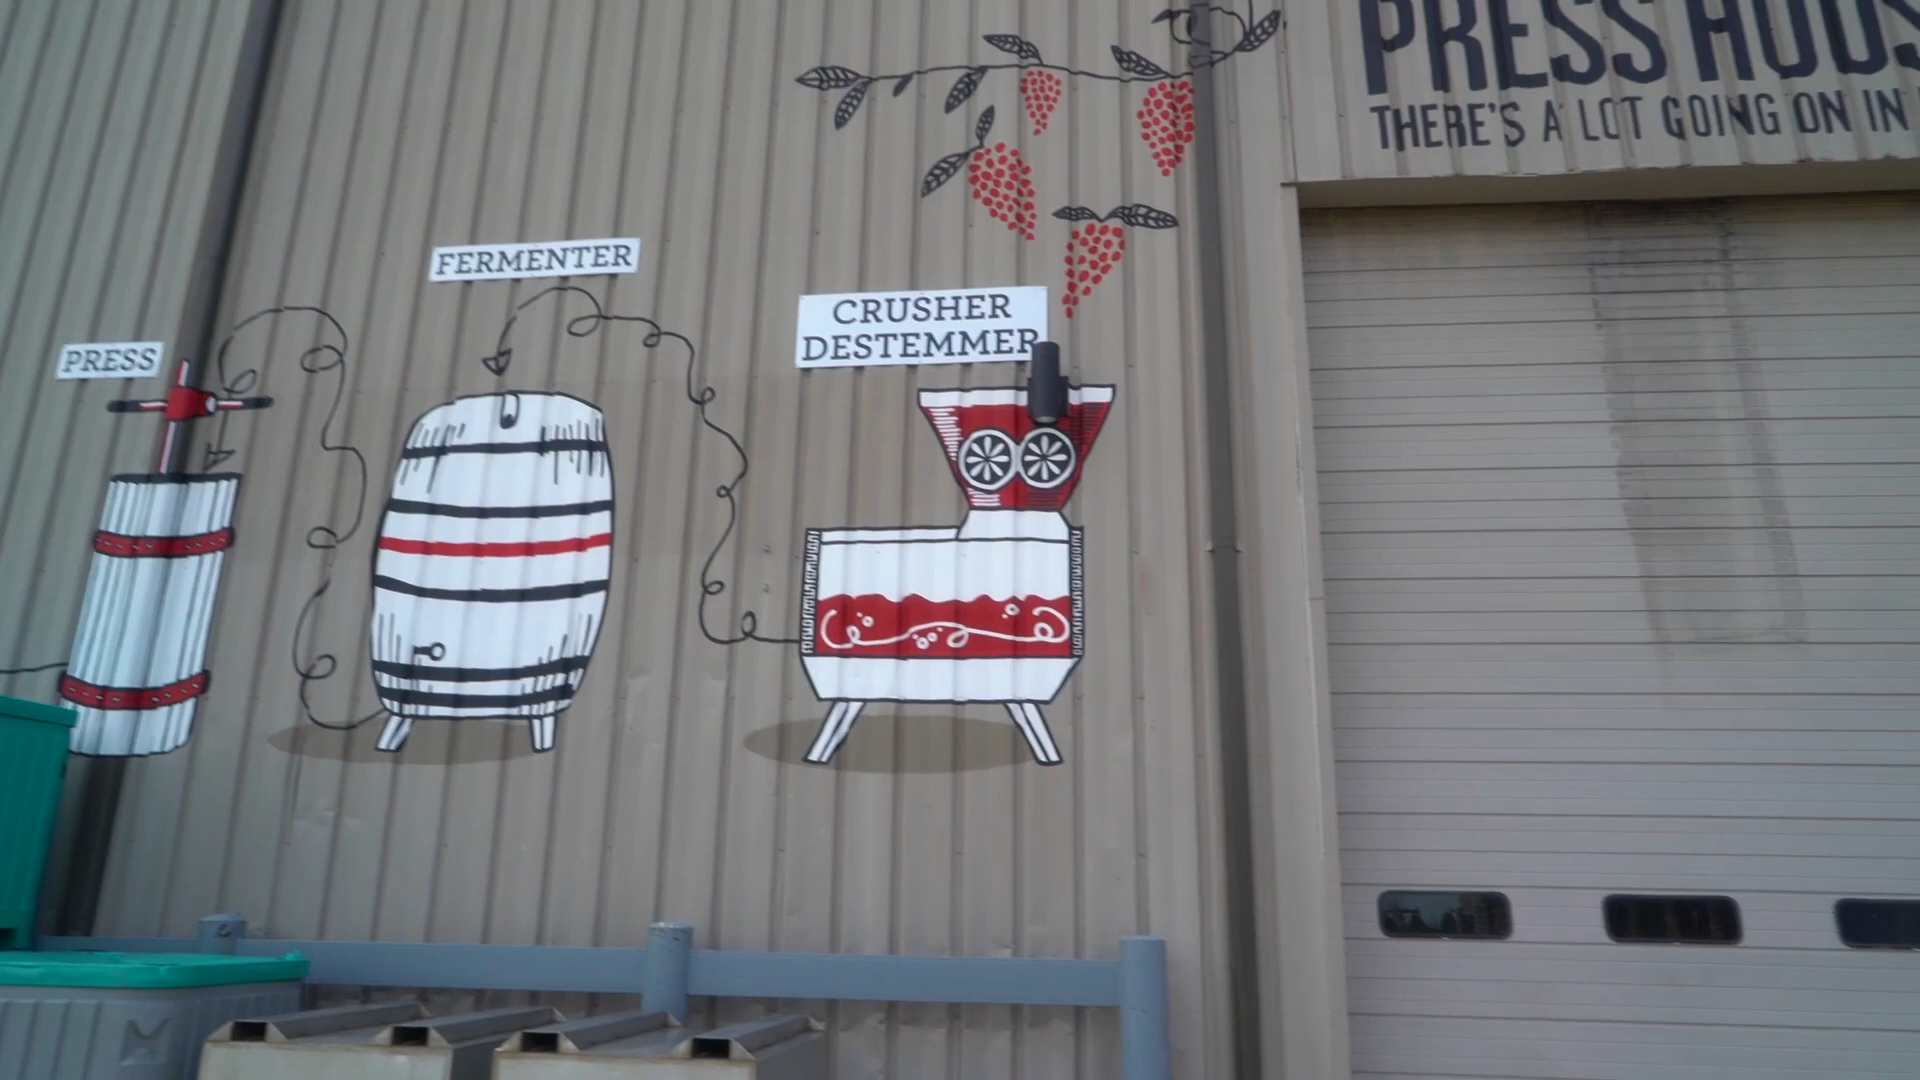 PRESS
THERE'S A LOT GOING ON IN
FERMENTER
CRUSHER
DESTEMMER
PRESS